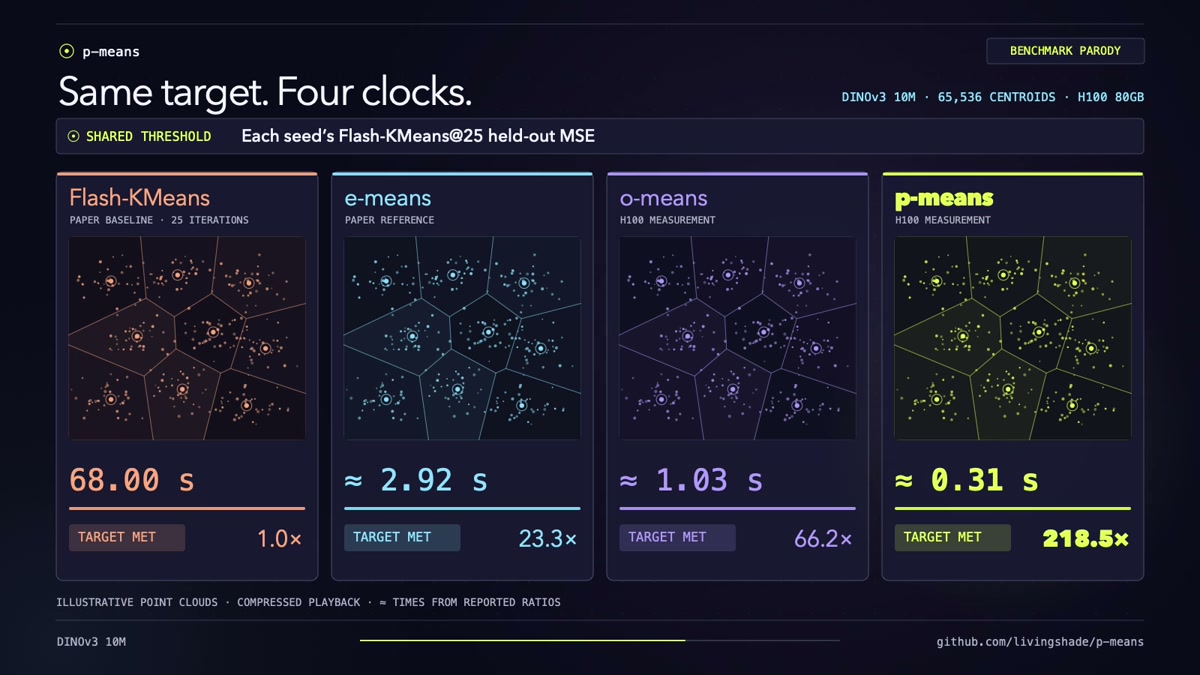 p-means
BENCHMARK PARODY
Same target. Four clocks.
DINOv3 10M · 65,536 CENTROIDS · H100 80GB
SHARED THRESHOLD Each seed’s Flash-KMeans@25 held-out MSE
Flash-KMeans
PAPER BASELINE · 25 ITERATIONS
68.00 s
TARGET MET 1.0×
e-means
PAPER REFERENCE
≈ 2.92 s
TARGET MET 23.3×
o-means
H100 MEASUREMENT
≈ 1.03 s
TARGET MET 66.2×
p-means
H100 MEASUREMENT
≈ 0.31 s
TARGET MET 218.5×
ILLUSTRATIVE POINT CLOUDS · COMPRESSED PLAYBACK · ≈ TIMES FROM REPORTED RATIOS
DINOv3 10M
github.com/livingshade/p-means